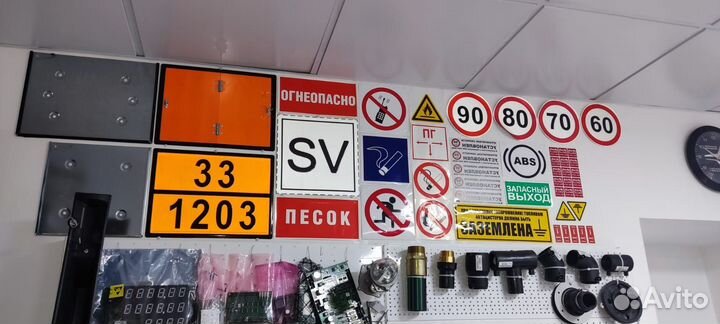 33
1203
ОГНЕОПАСНО
SV
ПЕСОК
ПГ
90
80
70
60
ABS
ЗАПАСНЫЙ
ВЫХОД
ЗАЗЕМЛЕНА
Avito